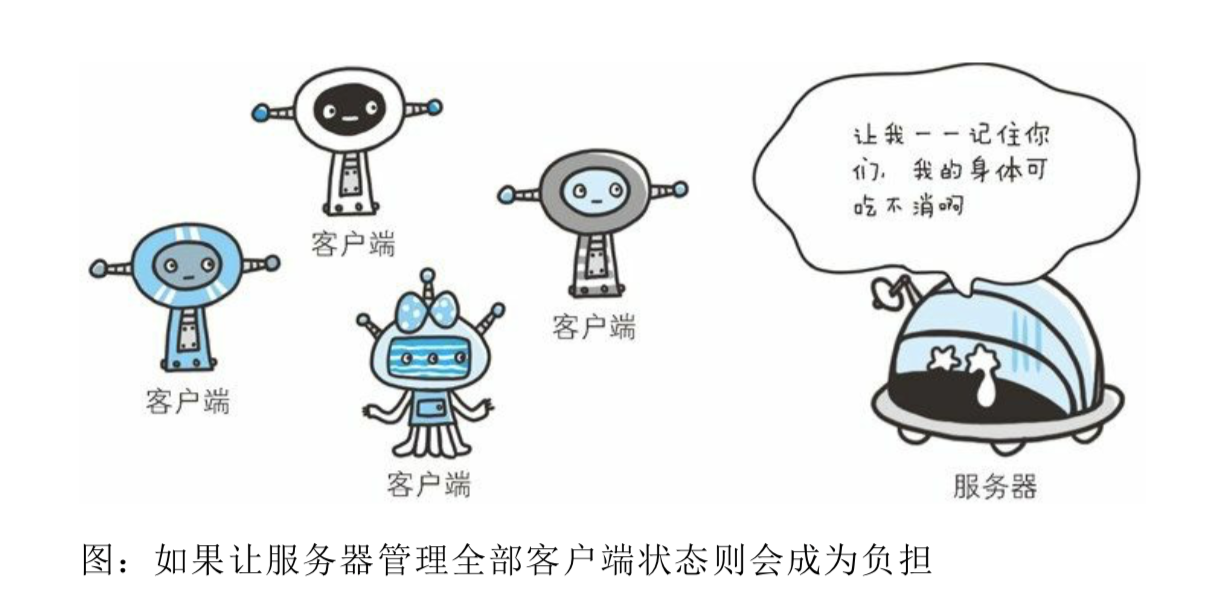 让我一一记住你
们，我的身体可
吃不消啊
客户端
客户端
客户端
客户端
服务器
图：如果让服务器管理全部客户端状态则会成为负担